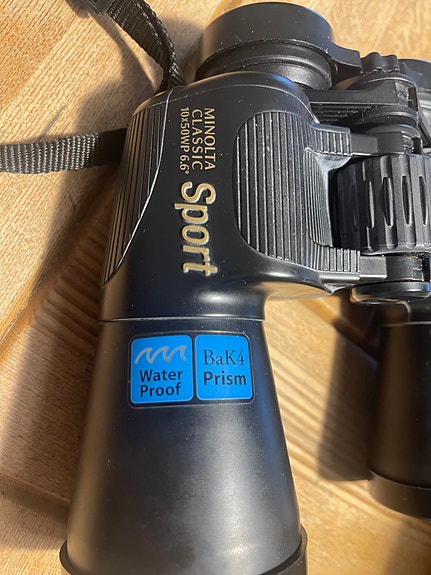 MINOLTA
CLASSIC
10x50WP 6.6°
Sport
Water
Proof
BaK4
Prism